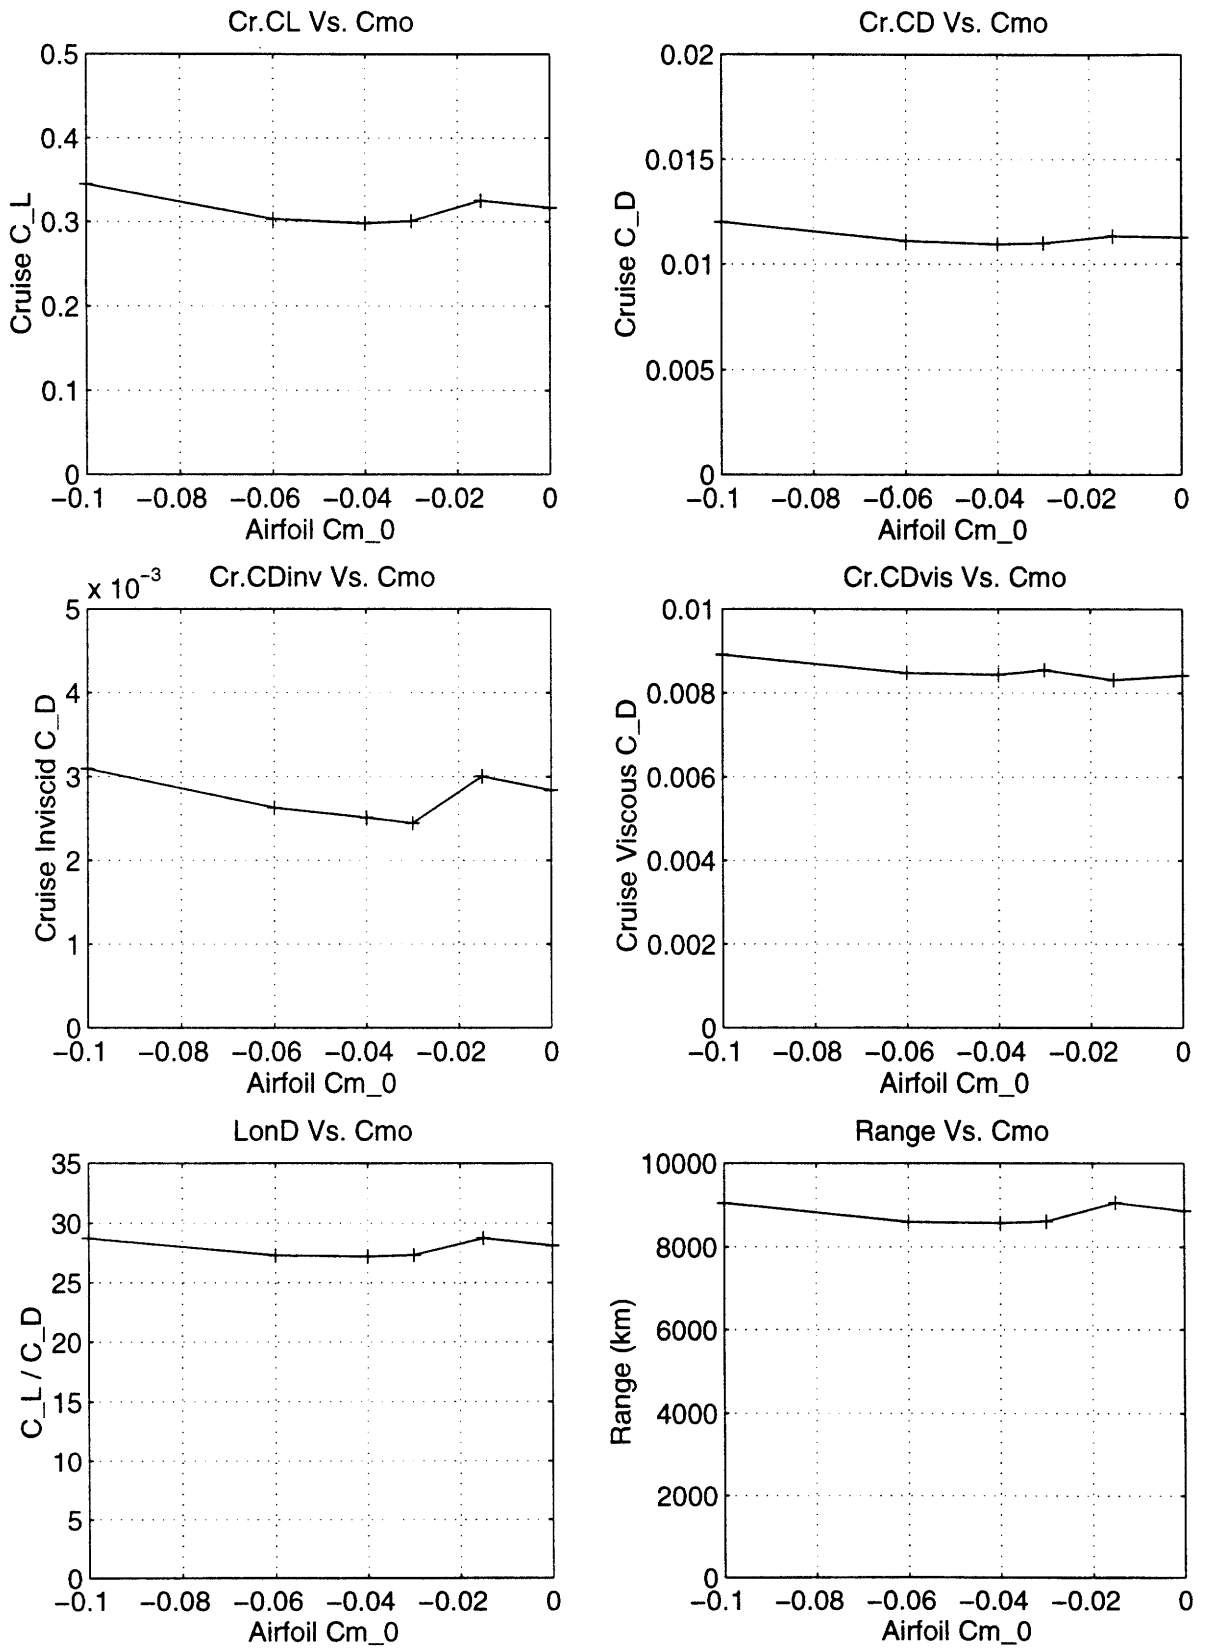 Cr.CL Vs. Cmo
0.5
0.4
0.3
0.2
0.1
0
Cruise C_L
−0.1 −0.08 −0.06 −0.04 −0.02 0
Airfoil Cm_0
Cr.CD Vs. Cmo
0.02
0.015
0.01
0.005
0
Cruise C_D
−0.1 −0.08 −0.06 −0.04 −0.02 0
Airfoil Cm_0
Cr.CDinv Vs. Cmo
x 10−3
5
4
3
2
1
0
Cruise Inviscid C_D
−0.1 −0.08 −0.06 −0.04 −0.02 0
Airfoil Cm_0
Cr.CDvis Vs. Cmo
0.01
0.008
0.006
0.004
0.002
0
Cruise Viscous C_D
−0.1 −0.08 −0.06 −0.04 −0.02 0
Airfoil Cm_0
LonD Vs. Cmo
35
30
25
20
15
10
5
0
C_L / C_D
−0.1 −0.08 −0.06 −0.04 −0.02 0
Airfoil Cm_0
Range Vs. Cmo
10000
8000
6000
4000
2000
0
Range (km)
−0.1 −0.08 −0.06 −0.04 −0.02 0
Airfoil Cm_0